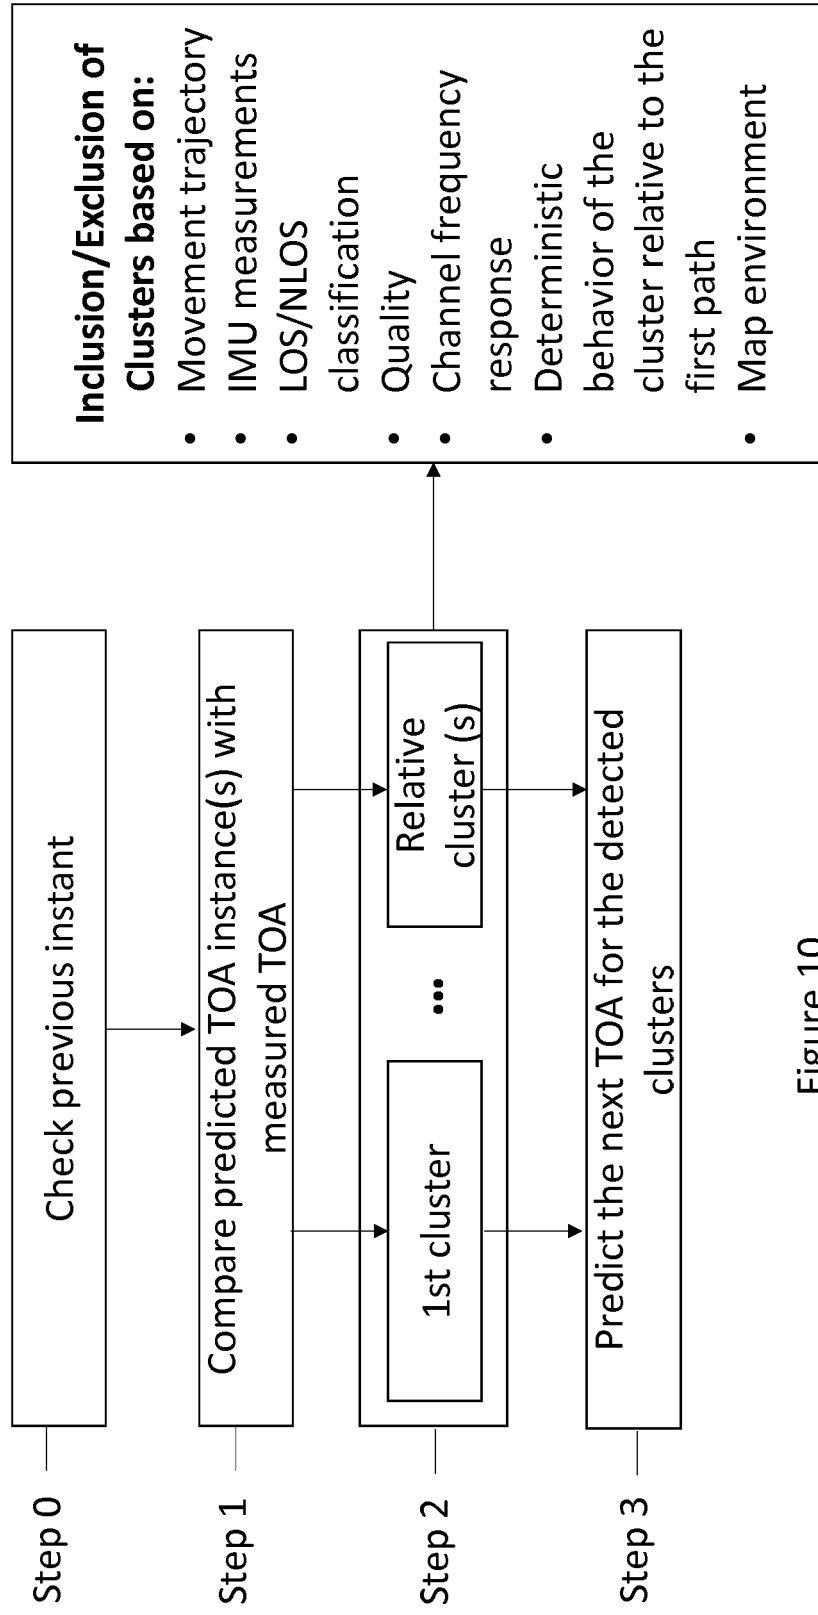 Step 0
Check previous instant
Step 1
Compare predicted TOA instance(s) with
measured TOA
Step 2
1st cluster
...
Relative
cluster (s)
Step 3
Predict the next TOA for the detected
clusters
Inclusion/Exclusion of
Clusters based on:
• Movement trajectory
• IMU measurements
• LOS/NLOS
classification
• Quality
• Channel frequency
response
• Deterministic
behavior of the
cluster relative to the
first path
• Map environment
Figure 10